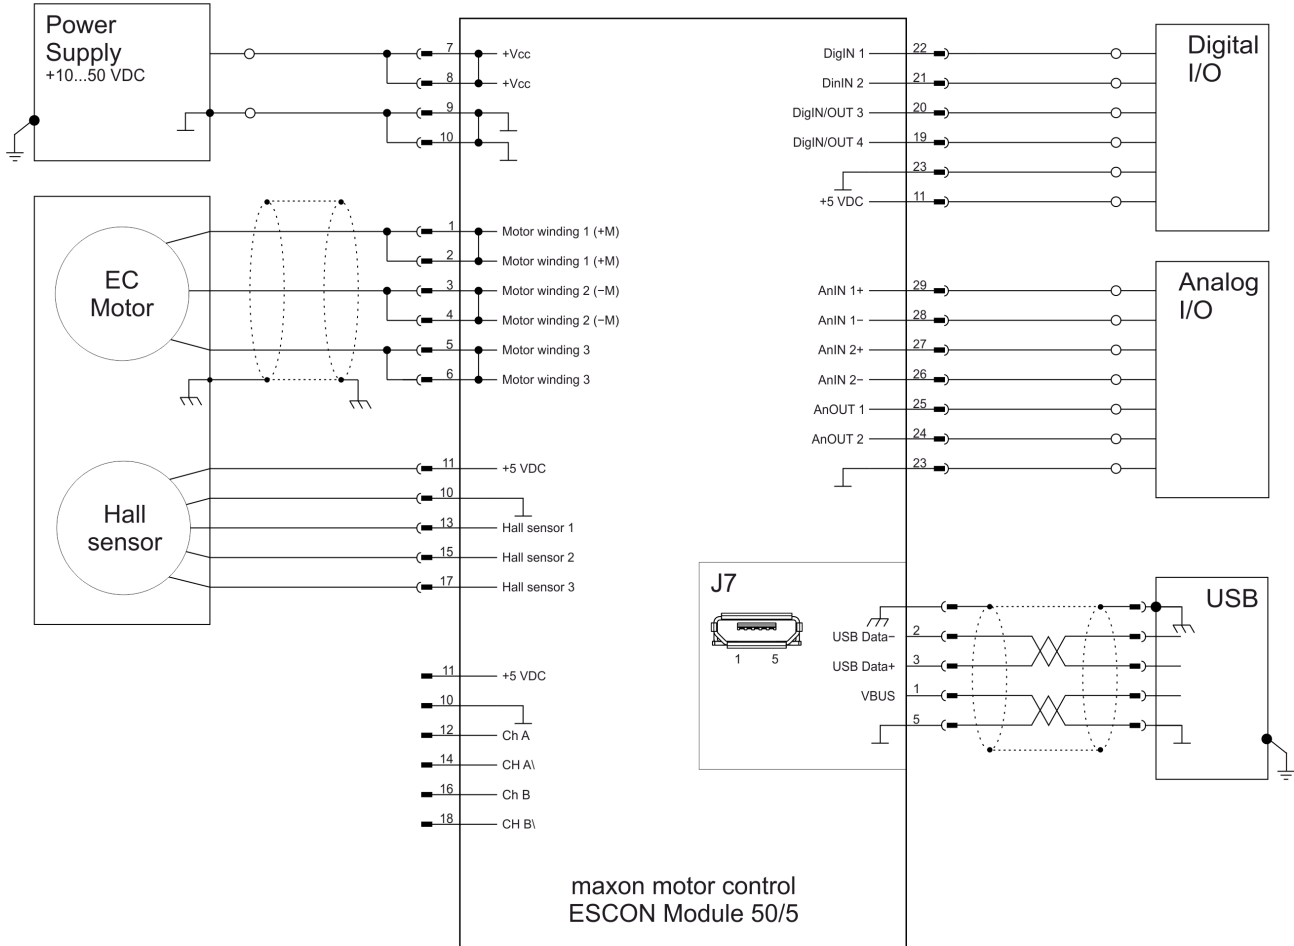 Power
Supply
+10...50 VDC
7 +Vcc
8 +Vcc
9
10
EC
Motor
1 Motor winding 1 (+M)
2 Motor winding 1 (+M)
3 Motor winding 2 (−M)
4 Motor winding 2 (−M)
5 Motor winding 3
6 Motor winding 3
Hall
sensor
11 +5 VDC
10
13 Hall sensor 1
15 Hall sensor 2
17 Hall sensor 3
11 +5 VDC
10
12 Ch A
14 CH A\
16 Ch B
18 CH B\
Digital
I/O
DigIN 1 22
DinIN 2 21
DigIN/OUT 3 20
DigIN/OUT 4 19
23
+5 VDC 11
Analog
I/O
AnIN 1+ 29
AnIN 1− 28
AnIN 2+ 27
AnIN 2− 26
AnOUT 1 25
AnOUT 2 24
23
J7
1 5
USB
USB Data− 2
USB Data+ 3
VBUS 1
5
maxon motor control
ESCON Module 50/5